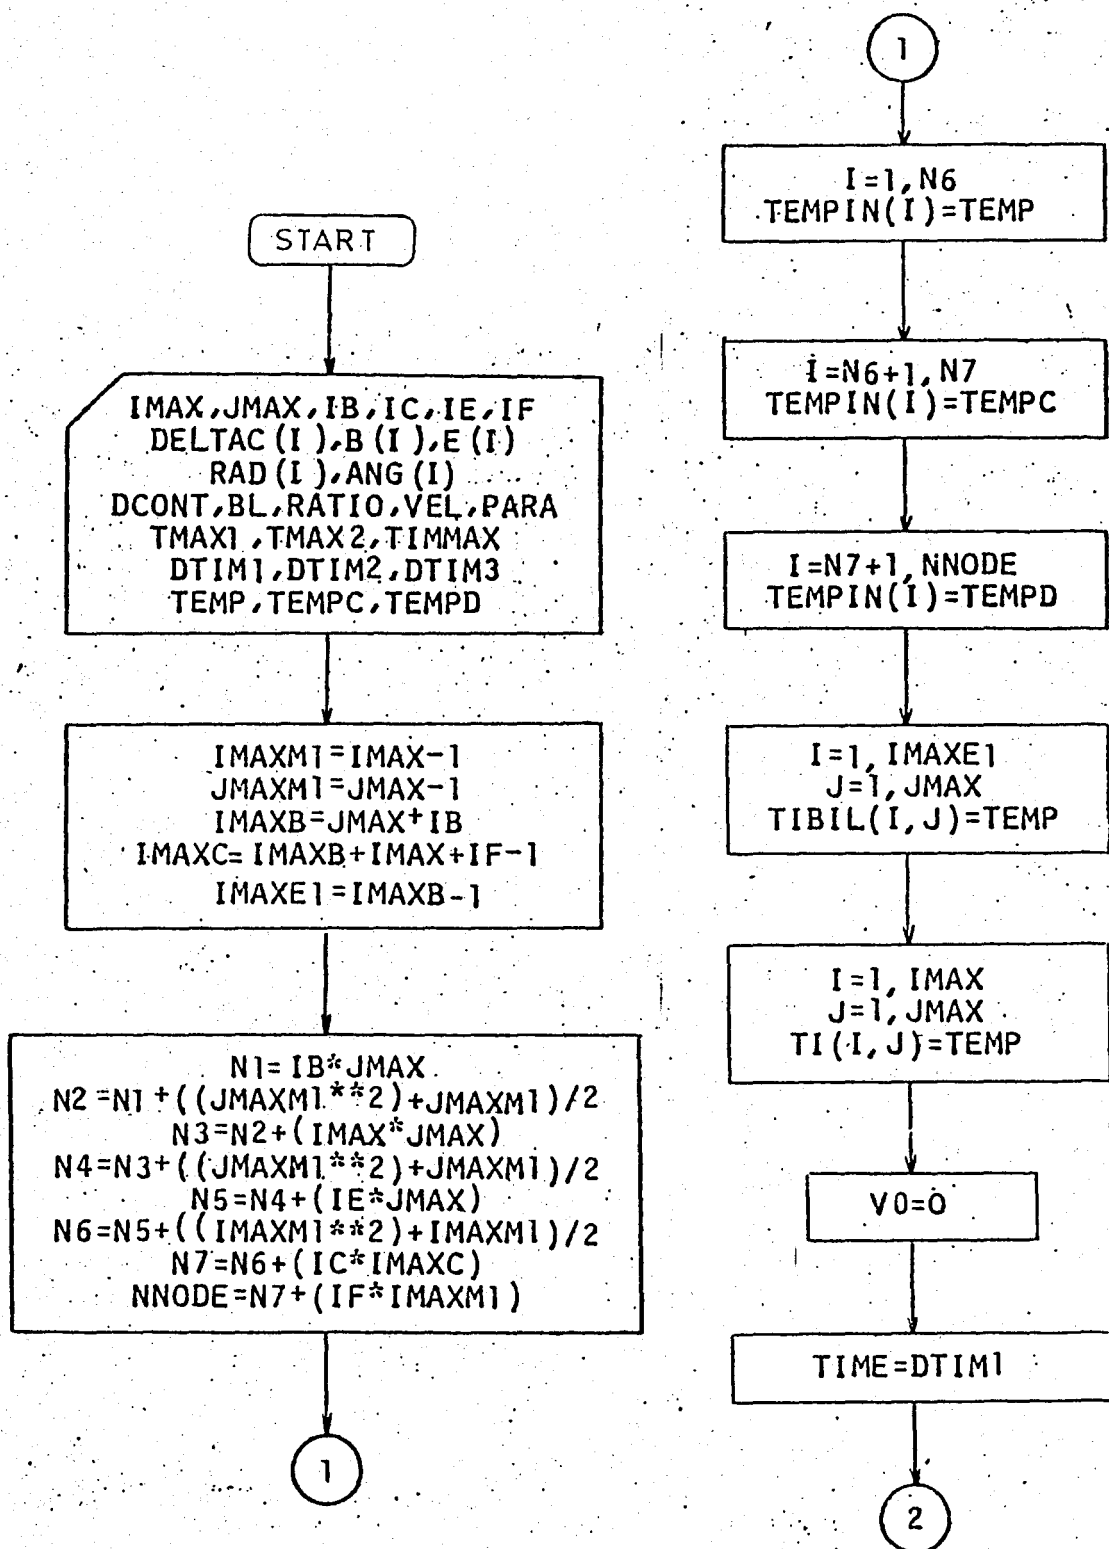 START
IMAX,JMAX,IB,IC,IE,IF
DELTAC(I),B(I),E(I)
RAD(I),ANG(I)
DCONT,BL,RATIO,VEL,PARA
TMAX1,TMAX2,TIMMAX
DTIM1,DTIM2,DTIM3
TEMP,TEMPC,TEMPD
IMAXM1=IMAX-1
JMAXM1=JMAX-1
IMAXB=JMAX+IB
IMAXC=IMAXB+IMAX+IF-1
IMAXE1=IMAXB-1
N1=IB*JMAX
N2=N1+((JMAXM1**2)+JMAXM1)/2
N3=N2+(IMAX*JMAX)
N4=N3+((JMAXM1**2)+JMAXM1)/2
N5=N4+(IE*JMAX)
N6=N5+((IMAXM1**2)+IMAXM1)/2
N7=N6+(IC*IMAXC)
NNODE=N7+(IF*IMAXM1)
1
1
I=1,N6
TEMPIN(I)=TEMP
I=N6+1,N7
TEMPIN(I)=TEMPC
I=N7+1,NNODE
TEMPIN(I)=TEMPD
I=1,IMAXE1
J=1,JMAX
TIBIL(I,J)=TEMP
I=1,IMAX
J=1,JMAX
TI(I,J)=TEMP
V0=0
TIME=DTIM1
2